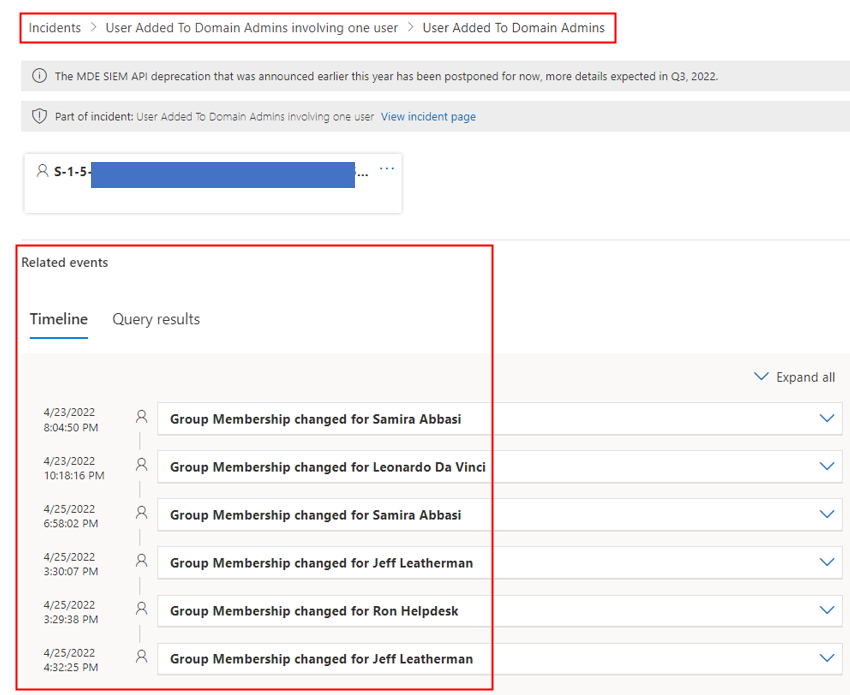 Incidents > User Added To Domain Admins involving one user > User Added To Domain Admins
The MDE SIEM API deprecation that was announced earlier this year has been postponed for now, more details expected in Q3, 2022.
Part of incident: User Added To Domain Admins involving one user View incident page
S-1-5- ... ...
Related events
Timeline Query results
Expand all
4/23/2022
8:04:50 PM
Group Membership changed for Samira Abbasi
4/23/2022
10:18:16 PM
Group Membership changed for Leonardo Da Vinci
4/25/2022
6:58:02 PM
Group Membership changed for Samira Abbasi
4/25/2022
3:30:07 PM
Group Membership changed for Jeff Leatherman
4/25/2022
3:29:38 PM
Group Membership changed for Ron Helpdesk
4/25/2022
4:32:25 PM
Group Membership changed for Jeff Leatherman